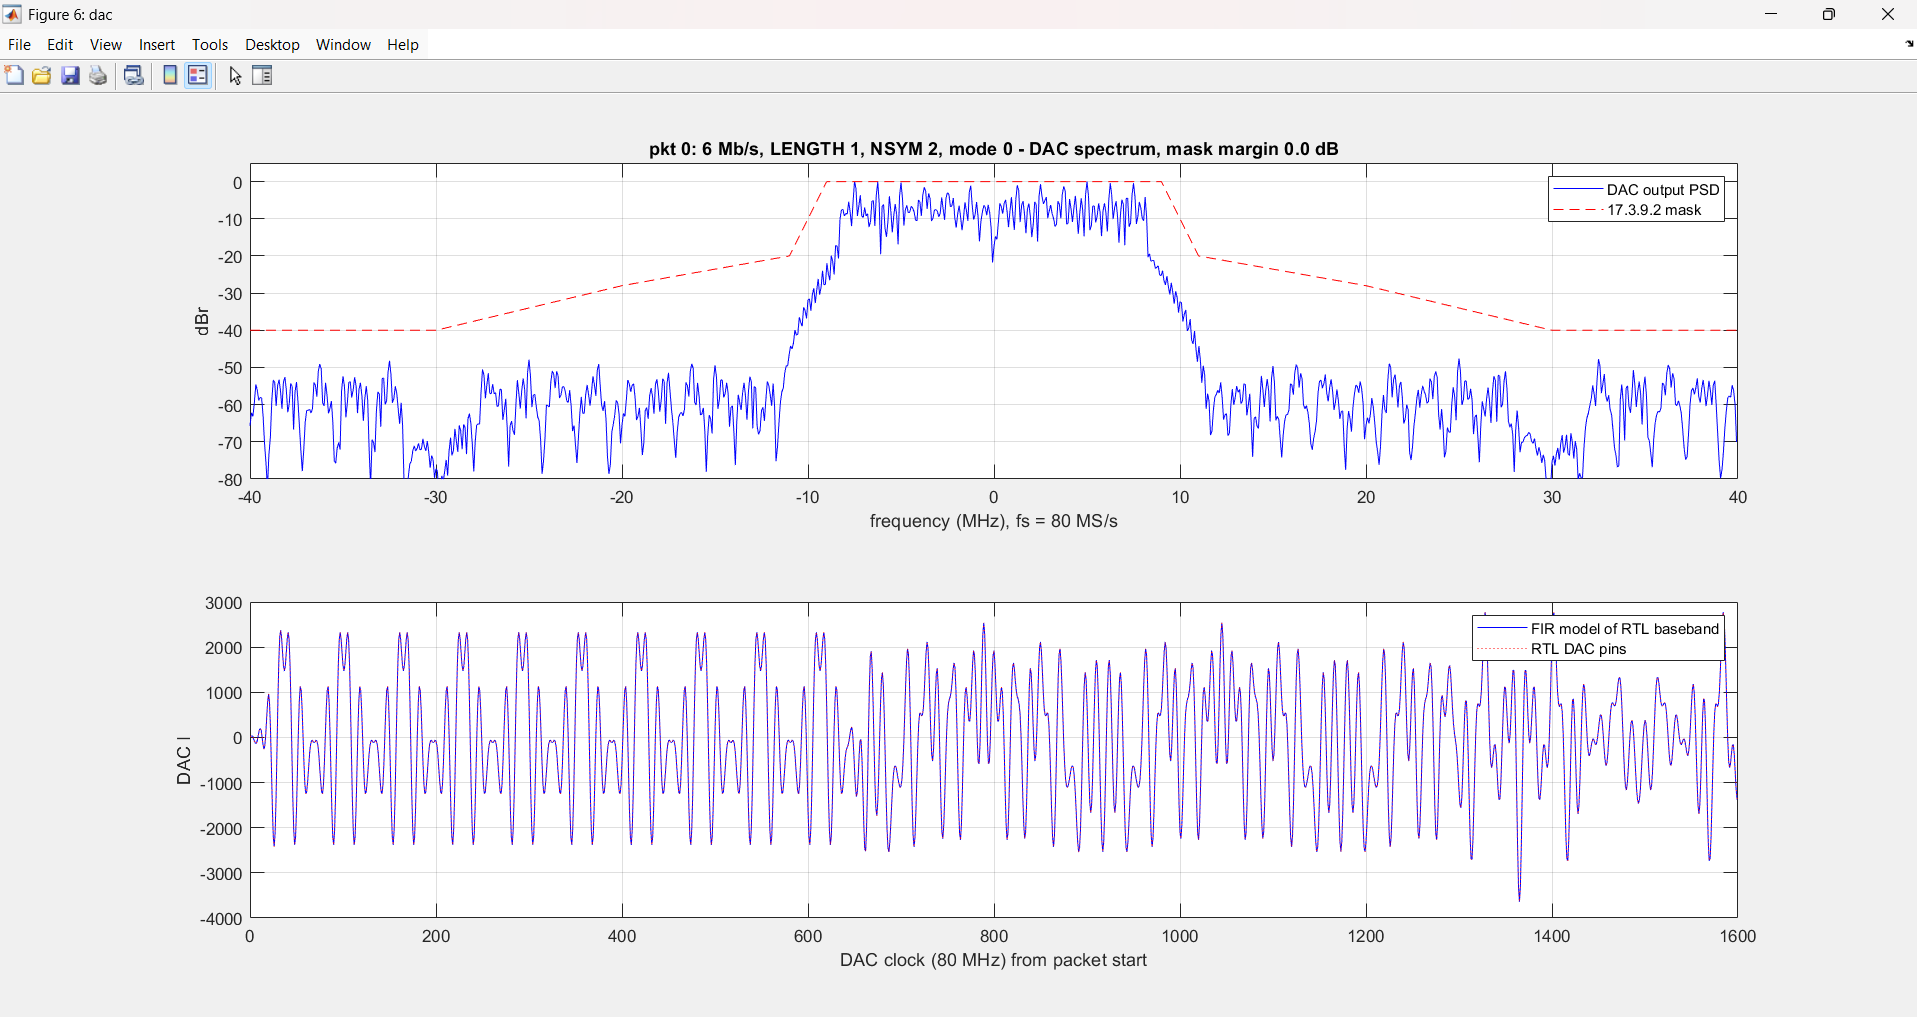 Figure 6: dac
File Edit View Insert Tools Desktop Window Help
pkt 0: 6 Mb/s, LENGTH 1, NSYM 2, mode 0 - DAC spectrum, mask margin 0.0 dB
0
-10
-20
-30
-40
-50
-60
-70
-80
dBr
DAC output PSD
17.3.9.2 mask
-40 -30 -20 -10 0 10 20 30 40
frequency (MHz), fs = 80 MS/s
3000
2000
1000
0
-1000
-2000
-3000
-4000
DAC I
FIR model of RTL baseband
RTL DAC pins
0 200 400 600 800 1000 1200 1400 1600
DAC clock (80 MHz) from packet start